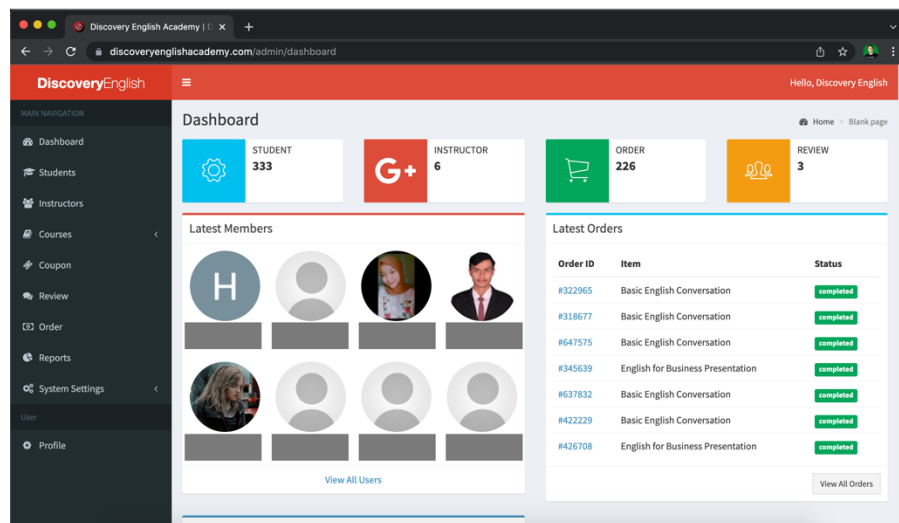 Discovery English Academy | D
discoveryenglishacademy.com/admin/dashboard
DiscoveryEnglish
Hello, Discovery English
MAIN NAVIGATION
Dashboard
Students
Instructors
Courses
Coupon
Review
Order
Reports
System Settings
User
Profile
Dashboard
Home > Blank page
STUDENT
333
G+
INSTRUCTOR
6
ORDER
226
REVIEW
3
Latest Members
H
View All Users
Latest Orders
Order ID Item Status
#322965 Basic English Conversation completed
#318677 Basic English Conversation completed
#647575 Basic English Conversation completed
#345639 English for Business Presentation completed
#637832 Basic English Conversation completed
#422229 Basic English Conversation completed
#426708 English for Business Presentation completed
View All Orders